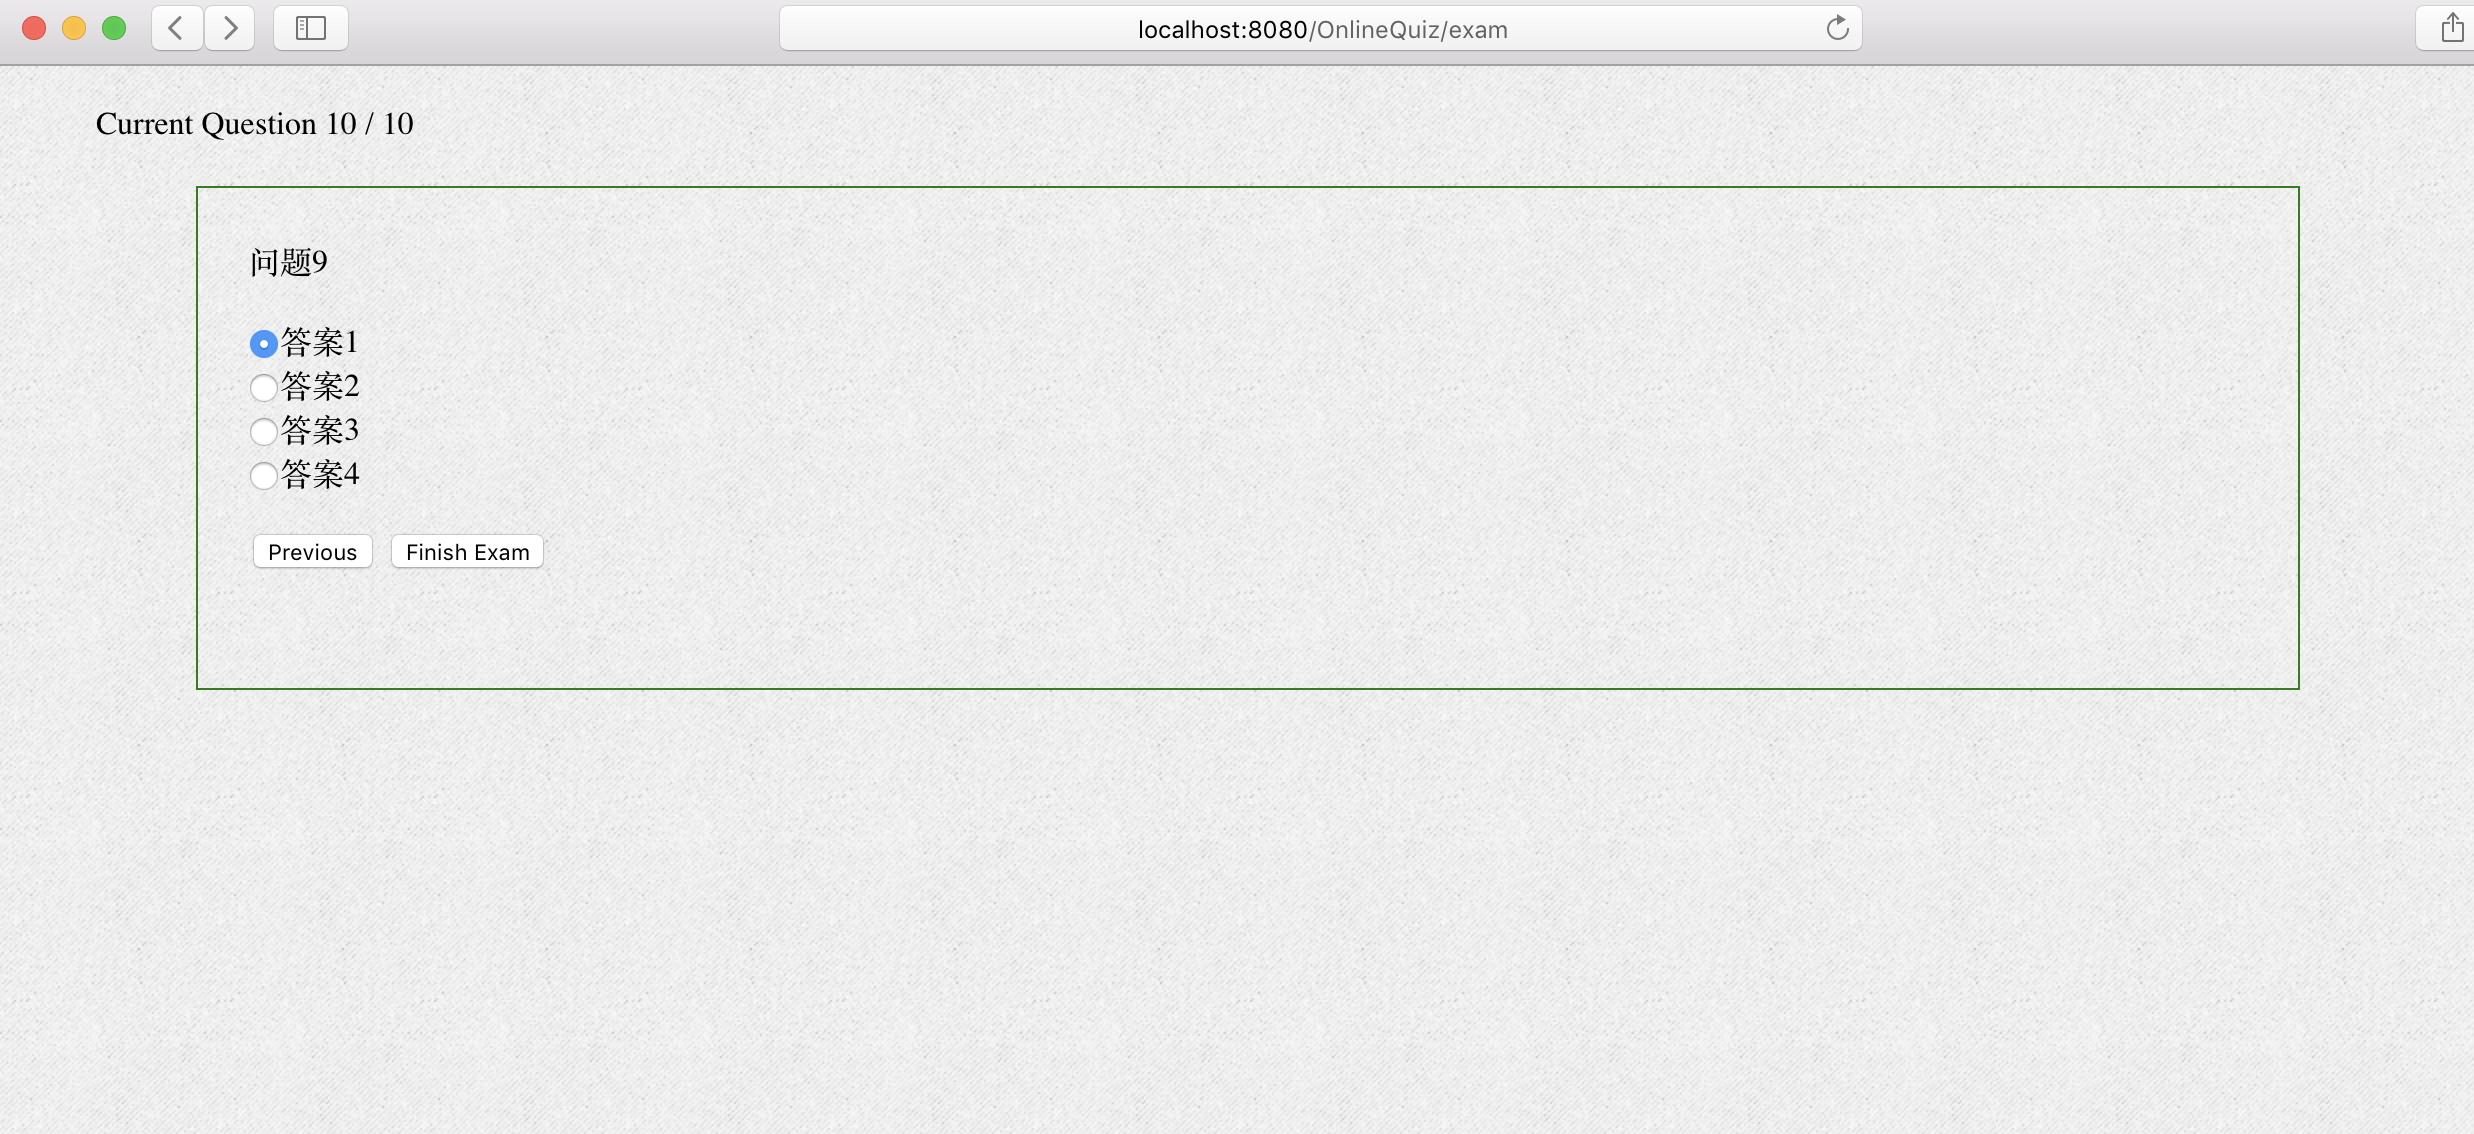 localhost:8080/OnlineQuiz/exam
Current Question 10 / 10
问题9
答案1
答案2
答案3
答案4
Previous Finish Exam